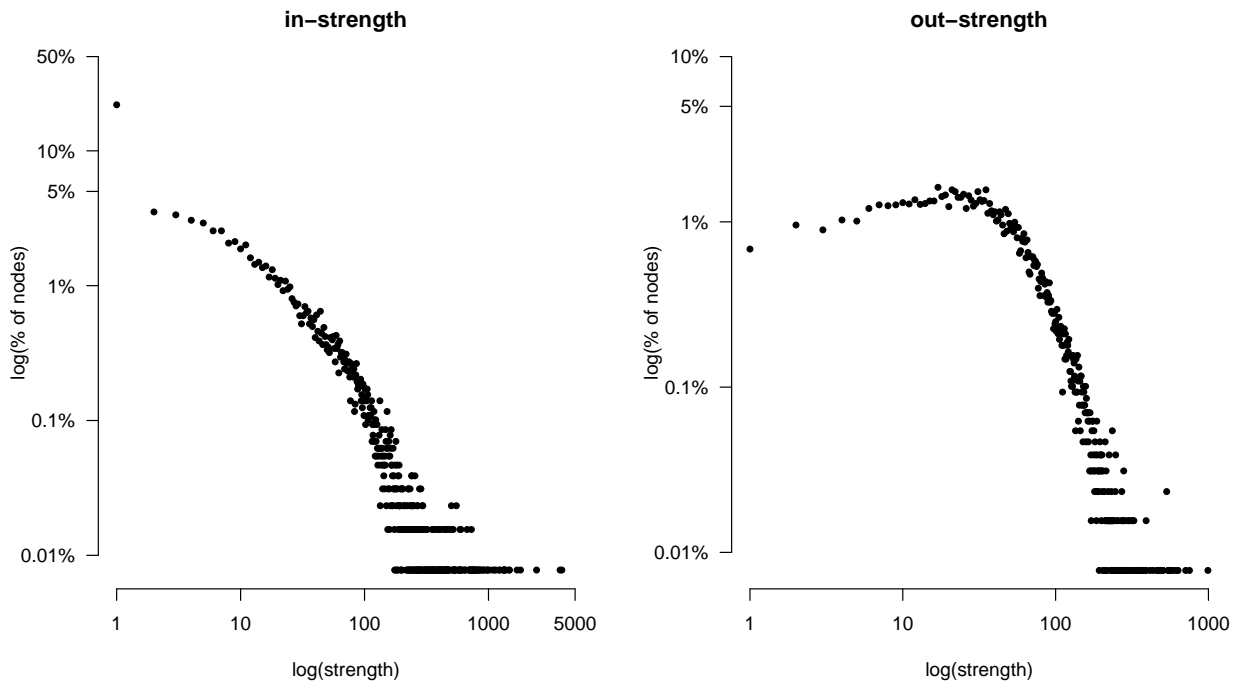 in−strength
50%
10%
5%
1%
0.1%
0.01%
log(% of nodes)
1 10 100 1000 5000
log(strength)
out−strength
10%
5%
1%
0.1%
0.01%
log(% of nodes)
1 10 100 1000
log(strength)